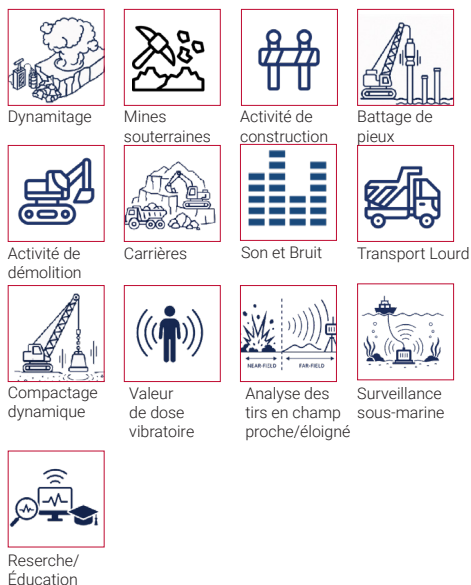 Dynamitage
Mines
souterraines
Activité de
construction
Battage de
pieux
Activité de
démolition
Carrières
Son et Bruit
Transport Lourd
NEAR-FIELD
FAR-FIELD
Compactage
dynamique
Valeur
de dose
vibratoire
Analyse des
tirs en champ
proche/éloigné
Surveillance
sous-marine
Reserche/
Éducation